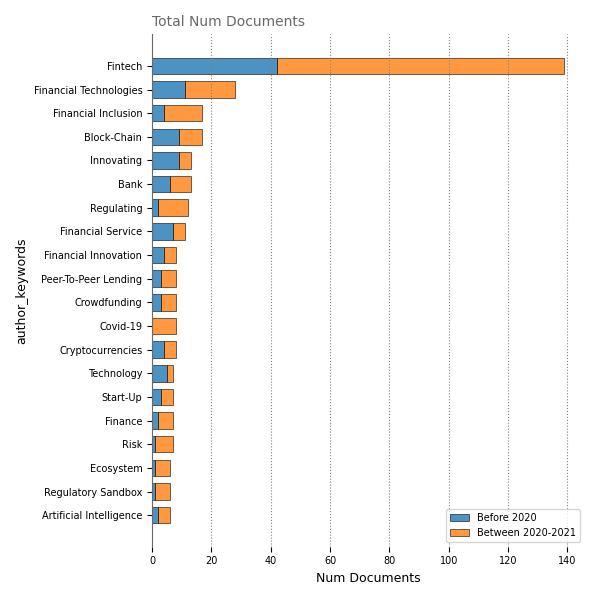 Total Num Documents
Fintech
Financial Technologies
Financial Inclusion
Block-Chain
Innovating
Bank
Regulating
Financial Service
Financial Innovation
Peer-To-Peer Lending
Crowdfunding
Covid-19
Cryptocurrencies
Technology
Start-Up
Finance
Risk
Ecosystem
Regulatory Sandbox
Artificial Intelligence
author_keywords
Before 2020
Between 2020-2021
0 20 40 60 80 100 120 140
Num Documents